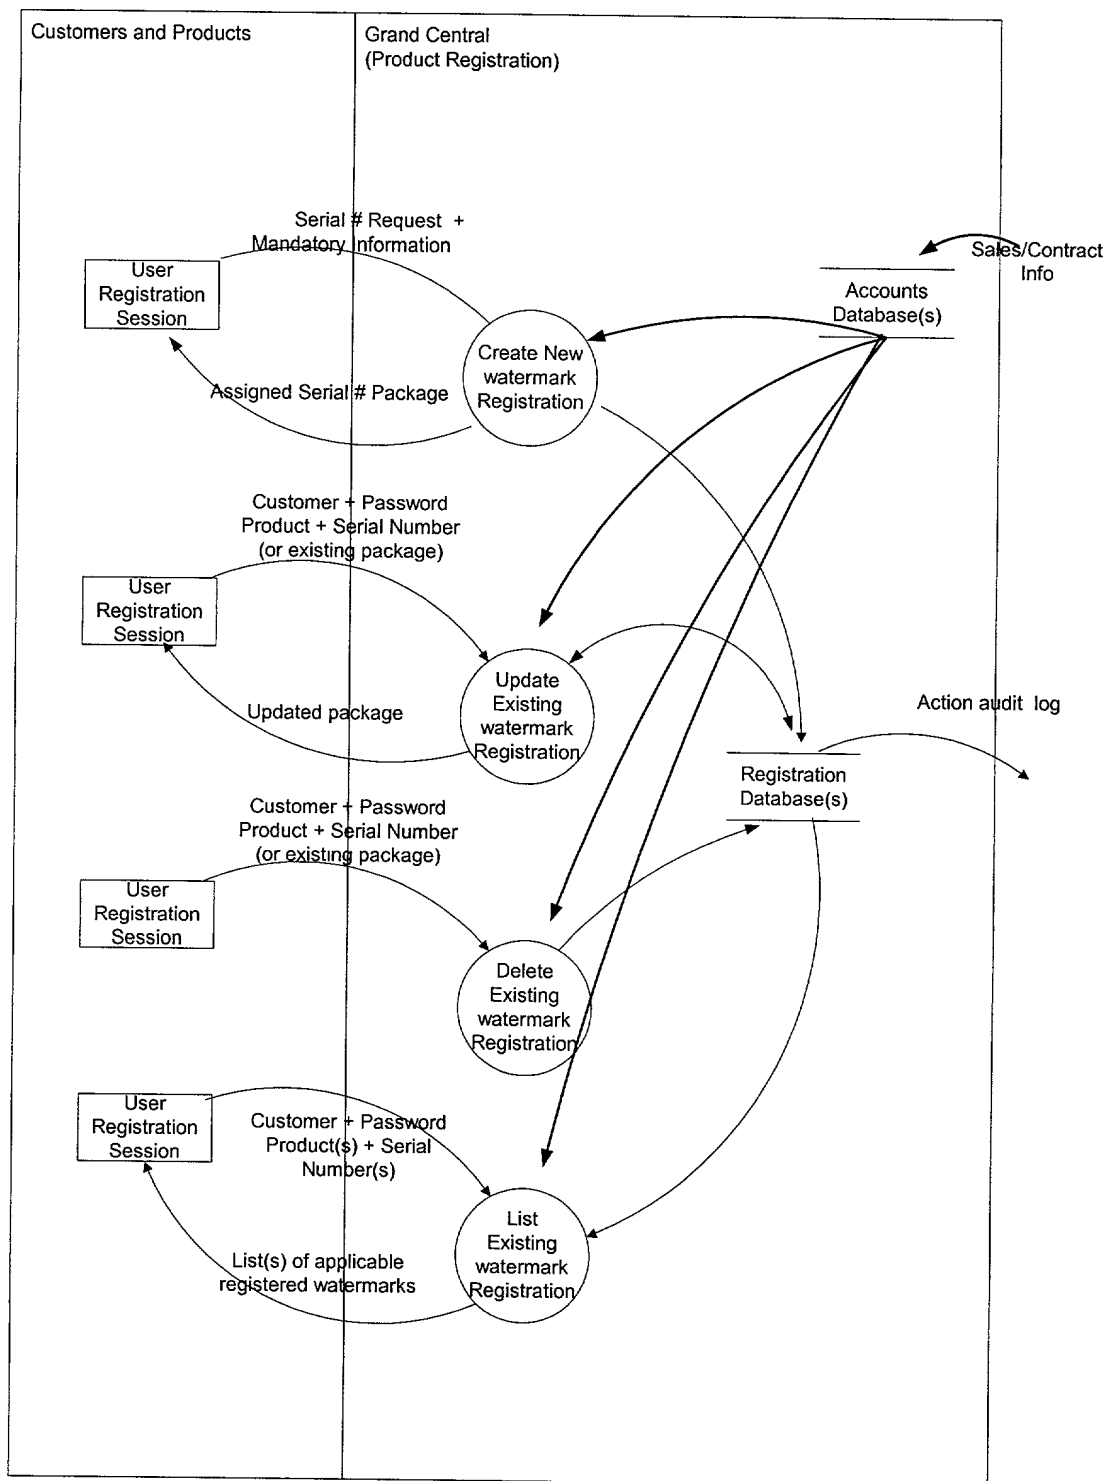 Customers and Products
Grand Central
(Product Registration)
Serial # Request +
Mandatory Information
Sales/Contract
Info
User
Registration
Session
Accounts
Database(s)
Create New
watermark
Registration
Assigned Serial # Package
Customer + Password
Product + Serial Number
(or existing package)
User
Registration
Session
Update
Existing
watermark
Registration
Updated package
Action audit log
Registration
Database(s)
Customer + Password
Product + Serial Number
(or existing package)
User
Registration
Session
Delete
Existing
watermark
Registration
User
Registration
Session
Customer + Password
Product(s) + Serial
Number(s)
List
Existing
watermark
Registration
List(s) of applicable
registered watermarks